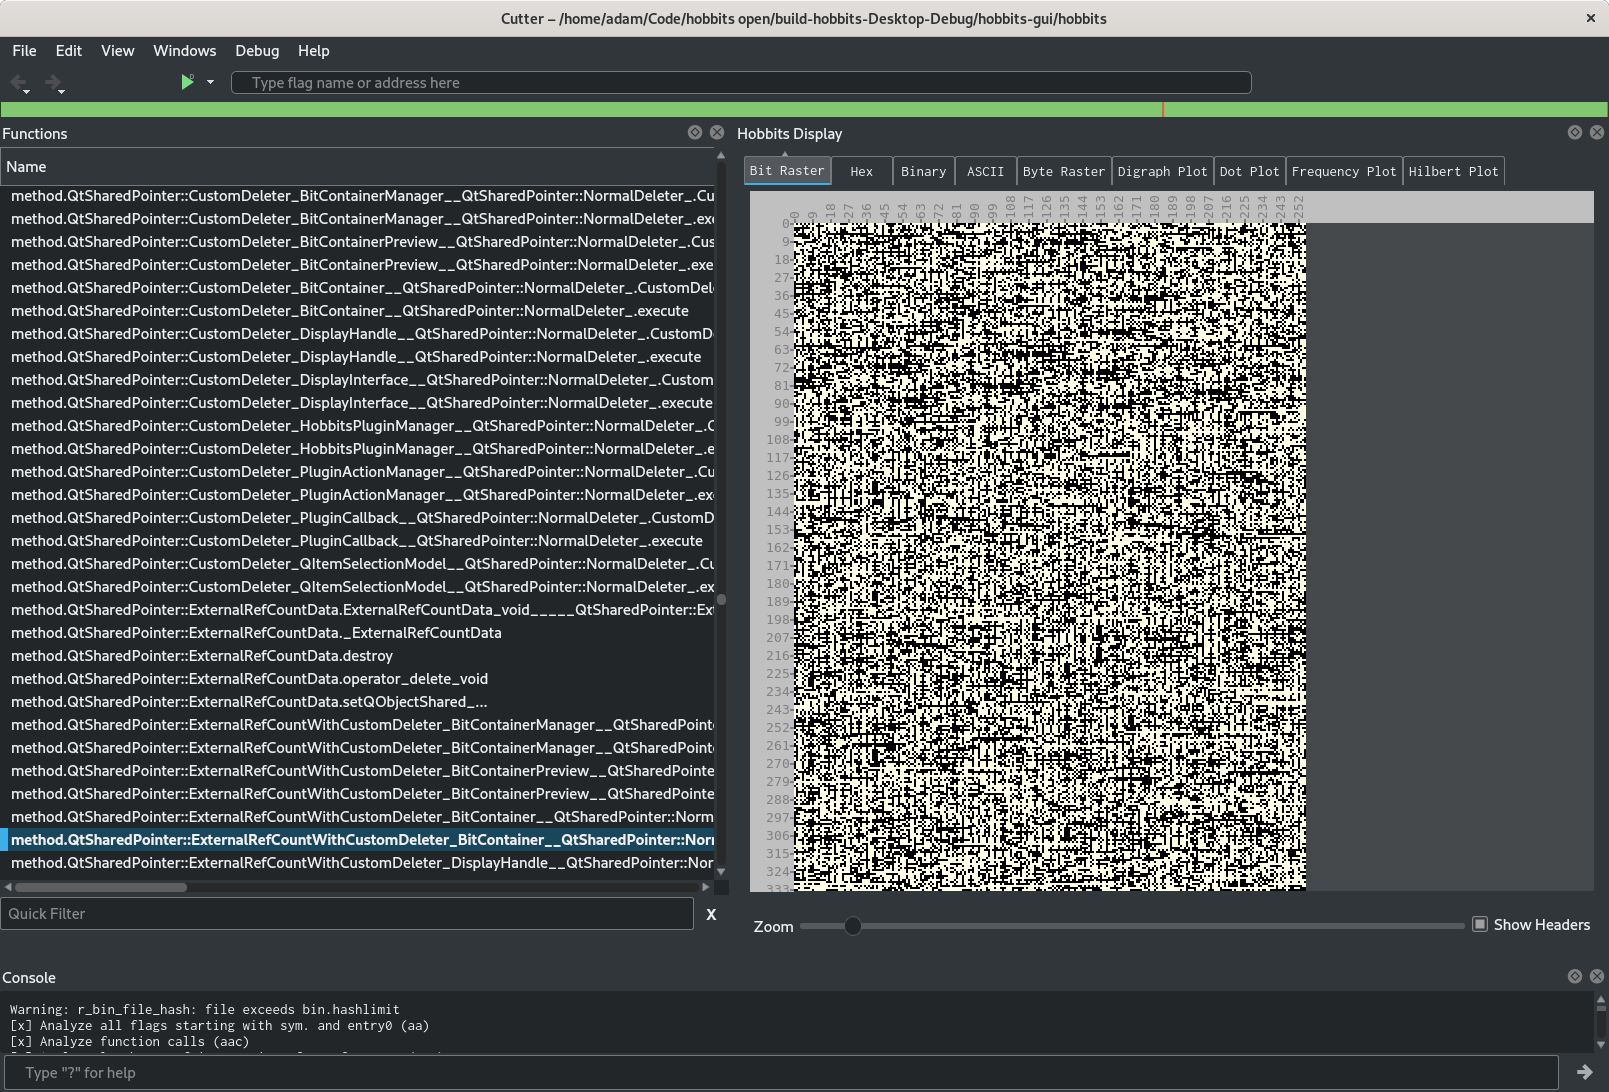 Cutter – /home/adam/Code/hobbits open/build-hobbits-Desktop-Debug/hobbits-gui/hobbits
File Edit View Windows Debug Help
Type flag name or address here
Functions
Name
method.QtSharedPointer::CustomDeleter_BitContainerManager__QtSharedPointer::NormalDeleter_.Cu
method.QtSharedPointer::CustomDeleter_BitContainerManager__QtSharedPointer::NormalDeleter_.exe
method.QtSharedPointer::CustomDeleter_BitContainerPreview__QtSharedPointer::NormalDeleter_.Cus
method.QtSharedPointer::CustomDeleter_BitContainerPreview__QtSharedPointer::NormalDeleter_.exe
method.QtSharedPointer::CustomDeleter_BitContainer__QtSharedPointer::NormalDeleter_.CustomDel
method.QtSharedPointer::CustomDeleter_BitContainer__QtSharedPointer::NormalDeleter_.execute
method.QtSharedPointer::CustomDeleter_DisplayHandle__QtSharedPointer::NormalDeleter_.CustomD
method.QtSharedPointer::CustomDeleter_DisplayHandle__QtSharedPointer::NormalDeleter_.execute
method.QtSharedPointer::CustomDeleter_DisplayInterface__QtSharedPointer::NormalDeleter_.Custom
method.QtSharedPointer::CustomDeleter_DisplayInterface__QtSharedPointer::NormalDeleter_.execute
method.QtSharedPointer::CustomDeleter_HobbitsPluginManager__QtSharedPointer::NormalDeleter_.C
method.QtSharedPointer::CustomDeleter_HobbitsPluginManager__QtSharedPointer::NormalDeleter_.e
method.QtSharedPointer::CustomDeleter_PluginActionManager__QtSharedPointer::NormalDeleter_.Cu
method.QtSharedPointer::CustomDeleter_PluginActionManager__QtSharedPointer::NormalDeleter_.exe
method.QtSharedPointer::CustomDeleter_PluginCallback__QtSharedPointer::NormalDeleter_.CustomD
method.QtSharedPointer::CustomDeleter_PluginCallback__QtSharedPointer::NormalDeleter_.execute
method.QtSharedPointer::CustomDeleter_QItemSelectionModel__QtSharedPointer::NormalDeleter_.Cu
method.QtSharedPointer::CustomDeleter_QItemSelectionModel__QtSharedPointer::NormalDeleter_.ex
method.QtSharedPointer::ExternalRefCountData.ExternalRefCountData_void_____QtSharedPointer::Ext
method.QtSharedPointer::ExternalRefCountData._ExternalRefCountData
method.QtSharedPointer::ExternalRefCountData.destroy
method.QtSharedPointer::ExternalRefCountData.operator_delete_void
method.QtSharedPointer::ExternalRefCountData.setQObjectShared_...
method.QtSharedPointer::ExternalRefCountWithCustomDeleter_BitContainerManager__QtSharedPointe
method.QtSharedPointer::ExternalRefCountWithCustomDeleter_BitContainerManager__QtSharedPointe
method.QtSharedPointer::ExternalRefCountWithCustomDeleter_BitContainerPreview__QtSharedPointe
method.QtSharedPointer::ExternalRefCountWithCustomDeleter_BitContainerPreview__QtSharedPointe
method.QtSharedPointer::ExternalRefCountWithCustomDeleter_BitContainer__QtSharedPointer::Norm
method.QtSharedPointer::ExternalRefCountWithCustomDeleter_BitContainer__QtSharedPointer::Norm
method.QtSharedPointer::ExternalRefCountWithCustomDeleter_DisplayHandle__QtSharedPointer::Nor
Quick Filter X
Hobbits Display
Bit Raster Hex Binary ASCII Byte Raster Digraph Plot Dot Plot Frequency Plot Hilbert Plot
0 9 18 27 36 45 54 63 72 81 90 99 108 117 126 135 144 153 162 171 180 189 198 207 216 225 234 243 252
0
9
18
27
36
45
54
63
72
81
90
99
108
117
126
135
144
153
162
171
180
189
198
207
216
225
234
243
252
261
270
279
288
297
306
315
324
333
Zoom Show Headers
Console
Warning: r_bin_file_hash: file exceeds bin.hashlimit
[x] Analyze all flags starting with sym. and entry0 (aa)
[x] Analyze function calls (aac)
Type "?" for help